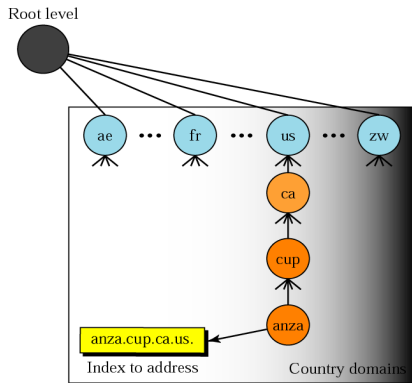 Root level
ae ••• fr ••• us ••• zw
ca
cup
anza
anza.cup.ca.us.
Index to address
Country domains